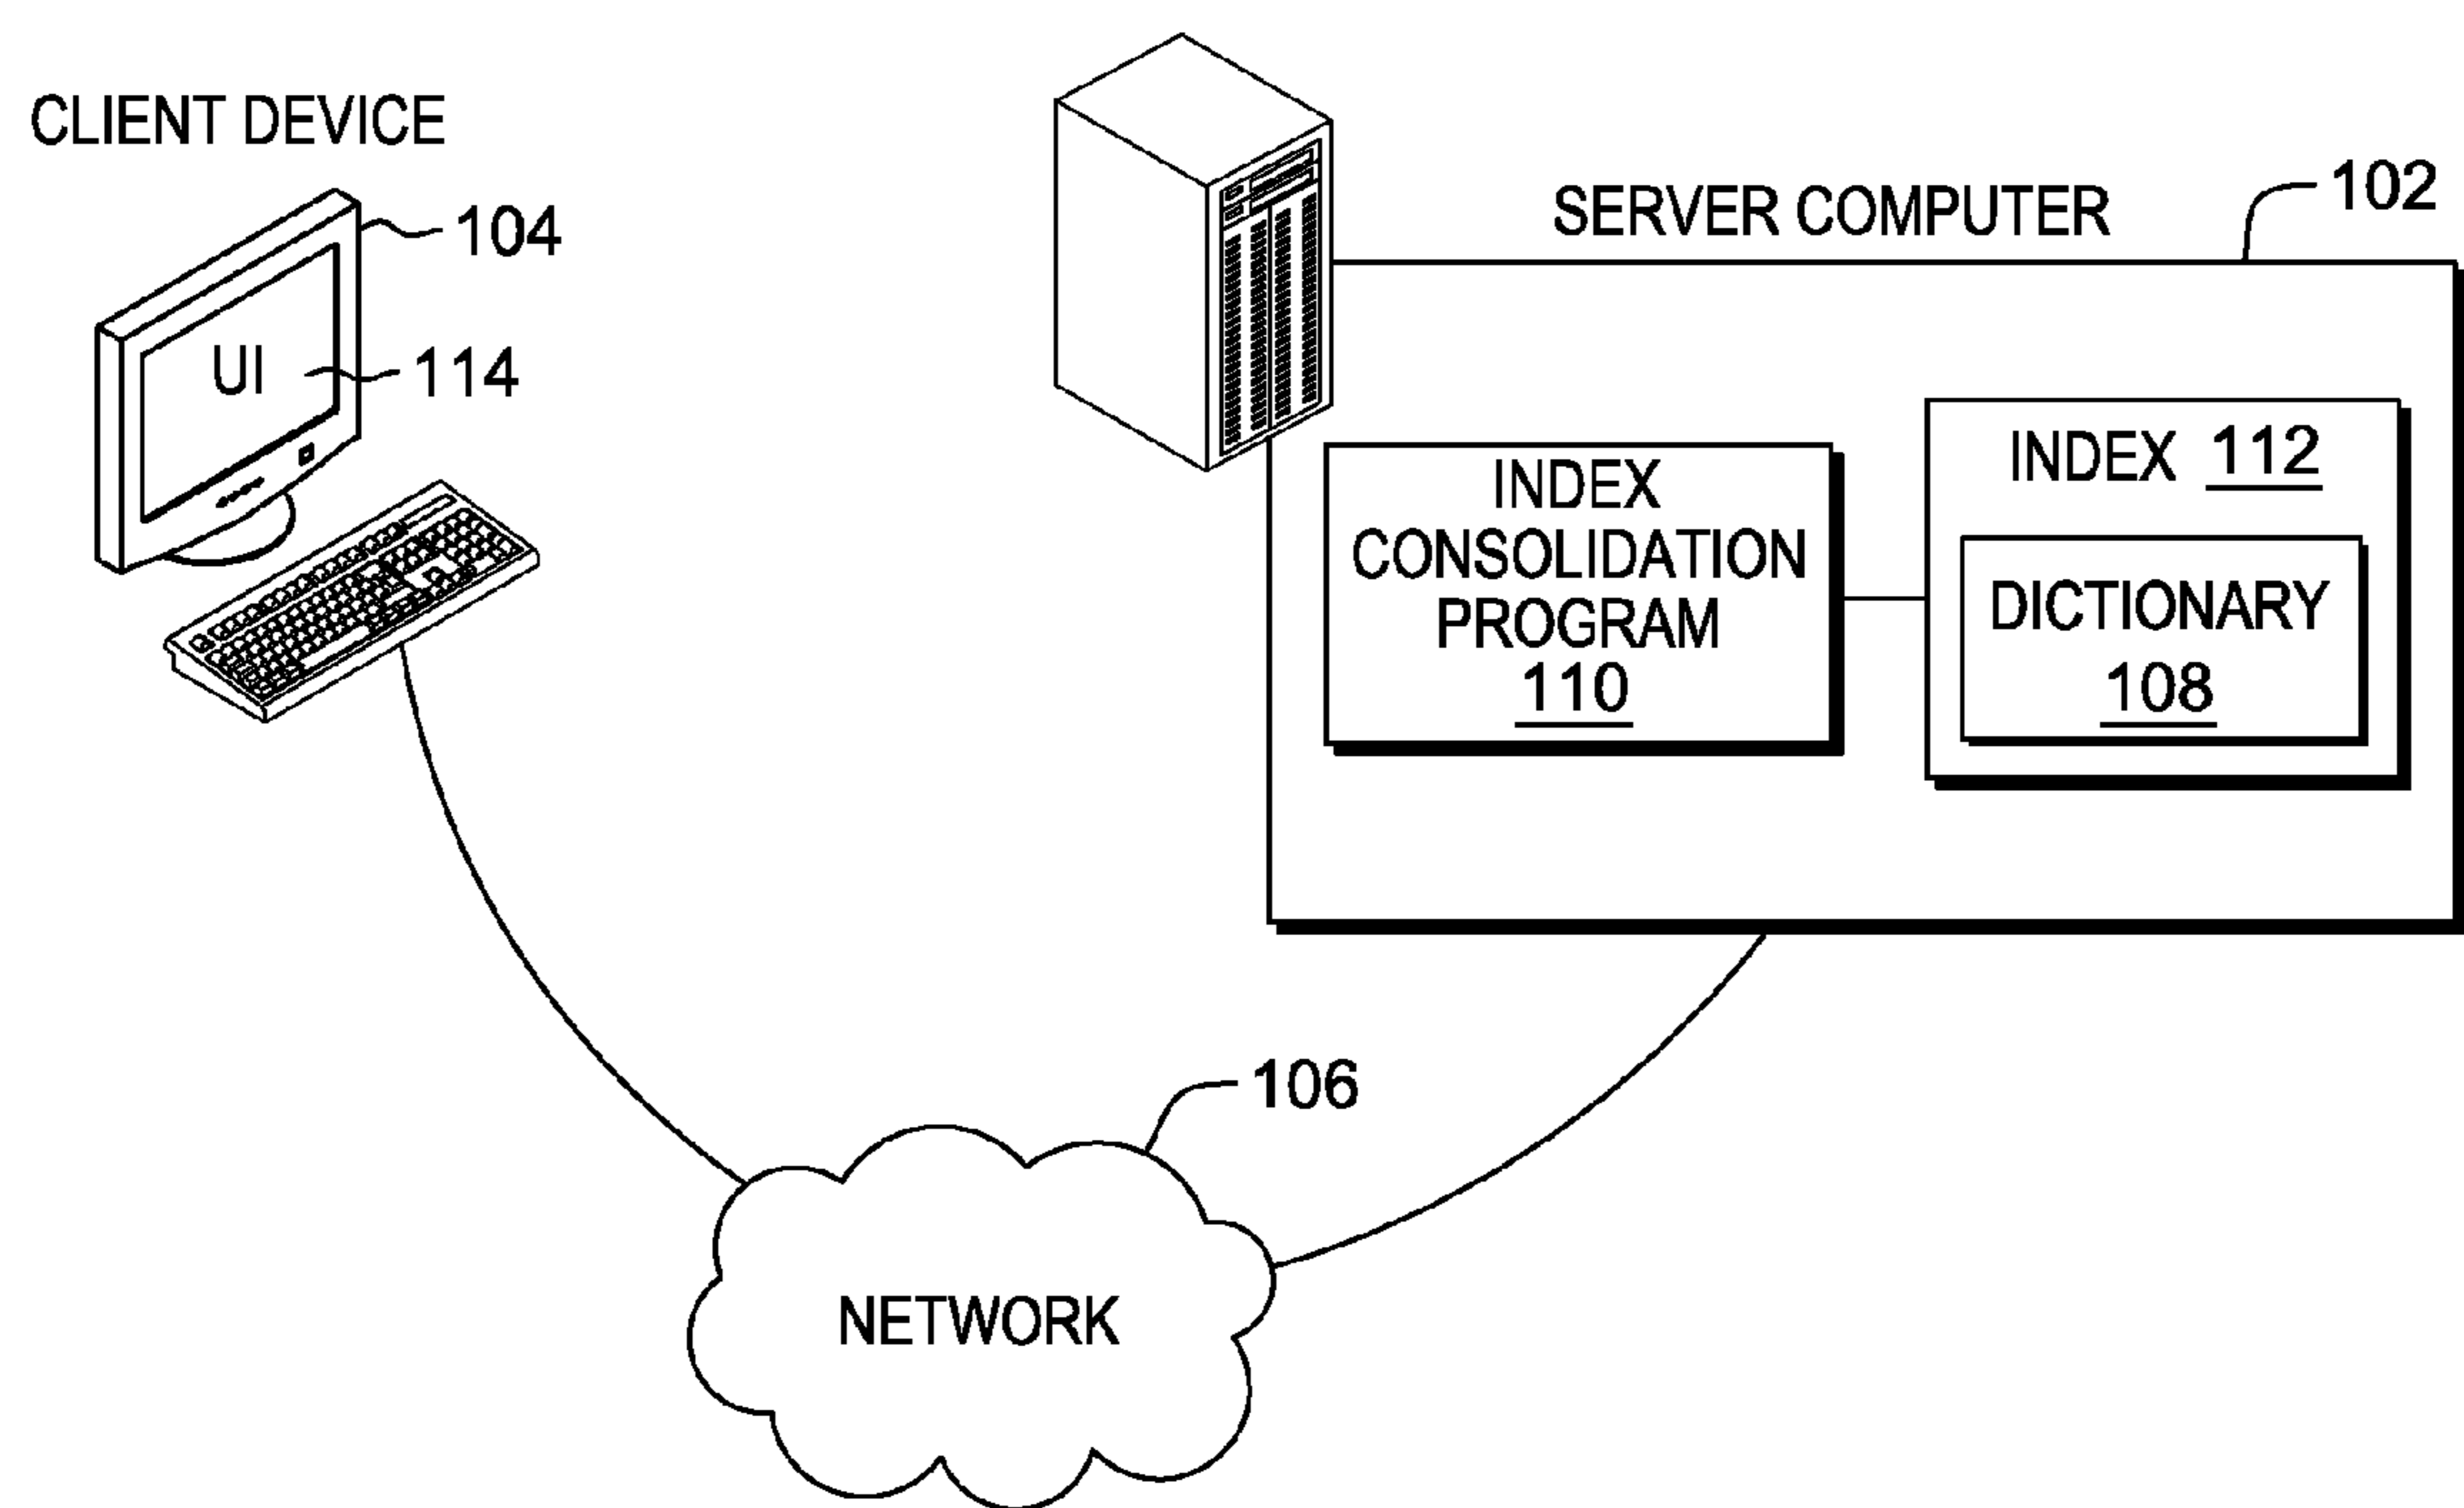 CLIENT DEVICE
104
UI
114
SERVER COMPUTER
102
INDEX
CONSOLIDATION
PROGRAM
110
INDEX 112
DICTIONARY
108
106
NETWORK